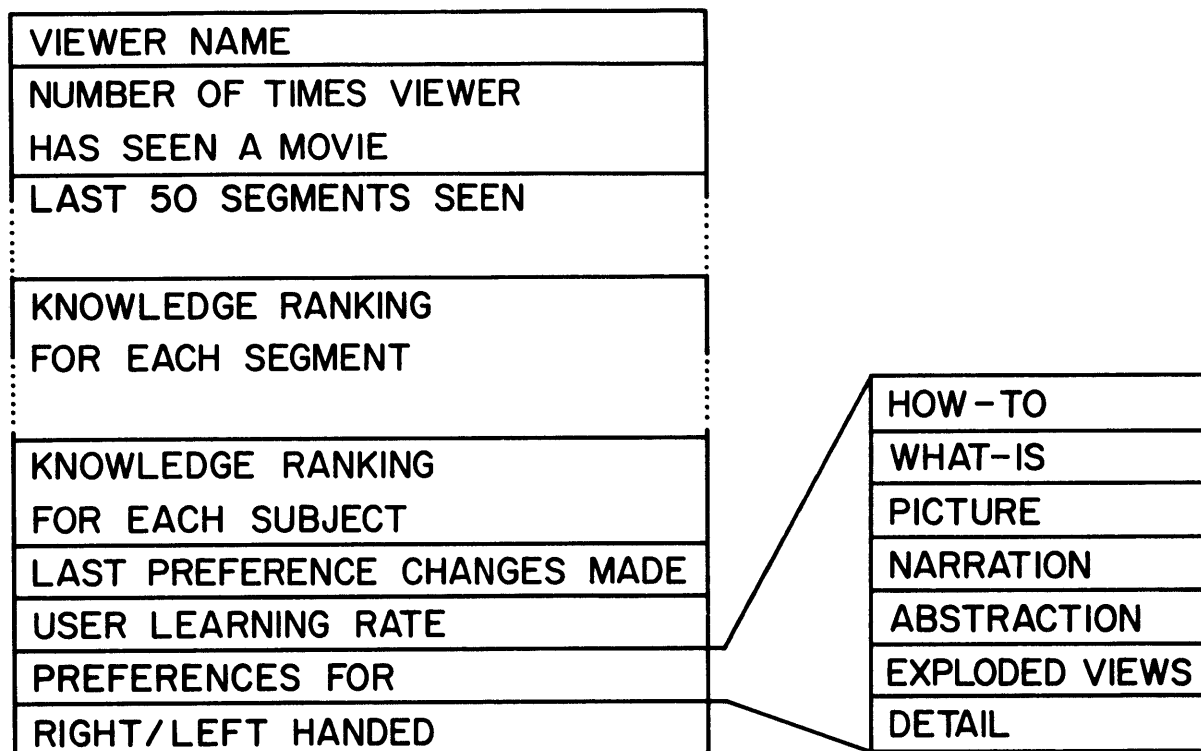 VIEWER NAME
NUMBER OF TIMES VIEWER
HAS SEEN A MOVIE
LAST 50 SEGMENTS SEEN
KNOWLEDGE RANKING
FOR EACH SEGMENT
KNOWLEDGE RANKING
FOR EACH SUBJECT
LAST PREFERENCE CHANGES MADE
USER LEARNING RATE
PREFERENCES FOR
RIGHT/LEFT HANDED
HOW-TO
WHAT-IS
PICTURE
NARRATION
ABSTRACTION
EXPLODED VIEWS
DETAIL